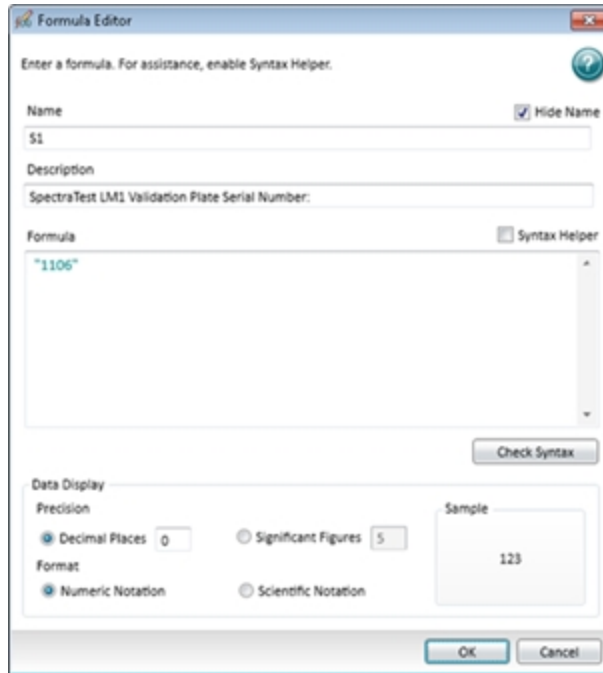 Formula Editor
Enter a formula. For assistance, enable Syntax Helper.
?
Name
Hide Name
S1
Description
SpectraTest LM1 Validation Plate Serial Number:
Formula
Syntax Helper
"1106"
Check Syntax
Data Display
Precision
Sample
Decimal Places 0
Significant Figures 5
123
Format
Numeric Notation
Scientific Notation
OK
Cancel